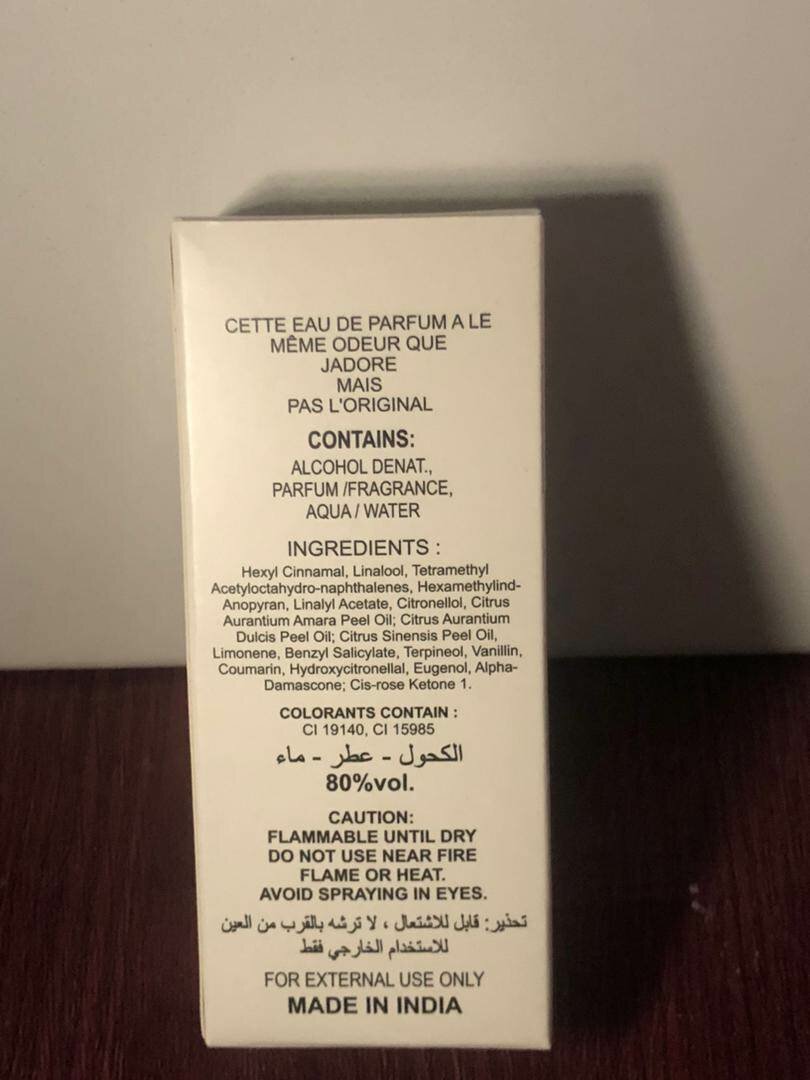 CETTE EAU DE PARFUM A LE
MÊME ODEUR QUE
JADORE
MAIS
PAS L'ORIGINAL
CONTAINS:
ALCOHOL DENAT.,
PARFUM /FRAGRANCE,
AQUA / WATER
INGREDIENTS :
Hexyl Cinnamal, Linalool, Tetramethyl
Acetyloctahydro-naphthalenes, Hexamethylind-
Anopyran, Linalyl Acetate, Citronellol, Citrus
Aurantium Amara Peel Oil; Citrus Aurantium
Dulcis Peel Oil; Citrus Sinensis Peel Oil,
Limonene, Benzyl Salicylate, Terpineol, Vanillin,
Coumarin, Hydroxycitronellal, Eugenol, Alpha-
Damascone; Cis-rose Ketone 1.
COLORANTS CONTAIN :
CI 19140, CI 15985
الكحول - عطر - ماء
80%vol.
CAUTION:
FLAMMABLE UNTIL DRY
DO NOT USE NEAR FIRE
FLAME OR HEAT.
AVOID SPRAYING IN EYES.
تحذير: قابل للاشتعال ، لا ترشه بالقرب من العين
للاستخدام الخارجي فقط
FOR EXTERNAL USE ONLY
MADE IN INDIA